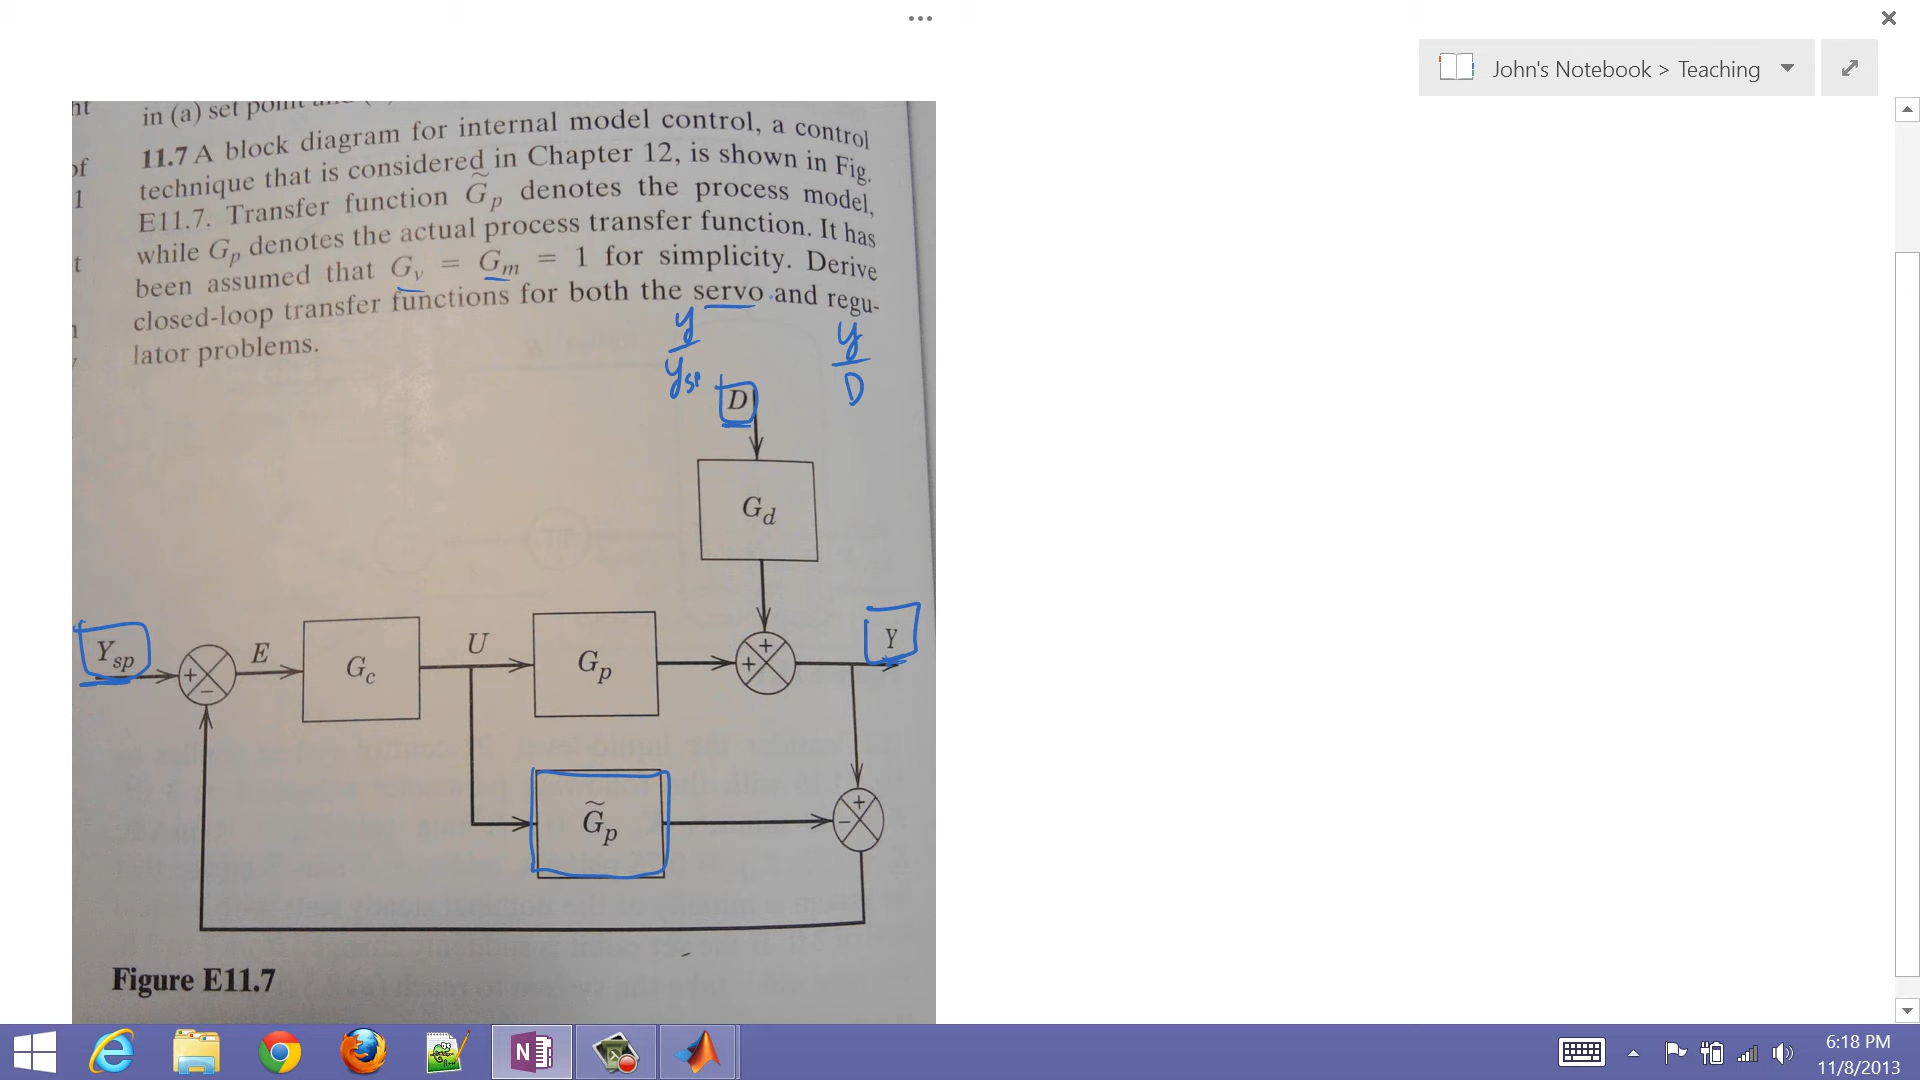 ...
John's Notebook > Teaching
nt
in (a) set point
of
11.7 A block diagram for internal model control, a control
1
technique that is considered in Chapter 12, is shown in Fig.
E11.7. Transfer function G̃p denotes the process model,
while Gp denotes the actual process transfer function. It has
t
been assumed that Gv = Gm = 1 for simplicity. Derive
closed-loop transfer functions for both the servo and regu-
lator problems.
y
ysp
y
D
D
Gd
Ysp
+
−
E
Gc
U
Gp
+
+
Y
G̃p
+
−
Figure E11.7
N
6:18 PM
11/8/2013